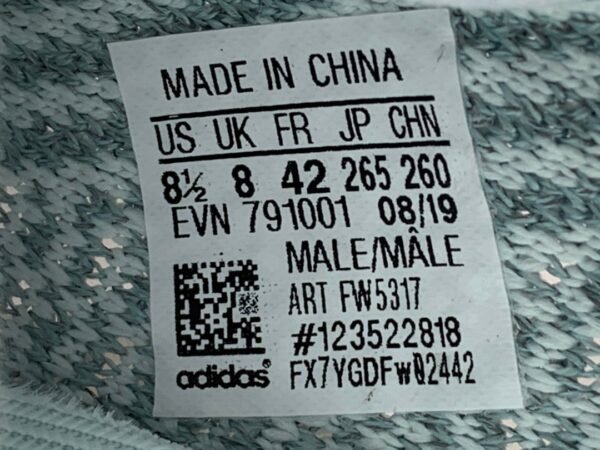 MADE IN CHINA
US UK FR JP CHN
8½ 8 42 265 260
EVN 791001 08/19
MALE/MÂLE
ART FW5317
#123522818
adidas® FX7YGDFW02442